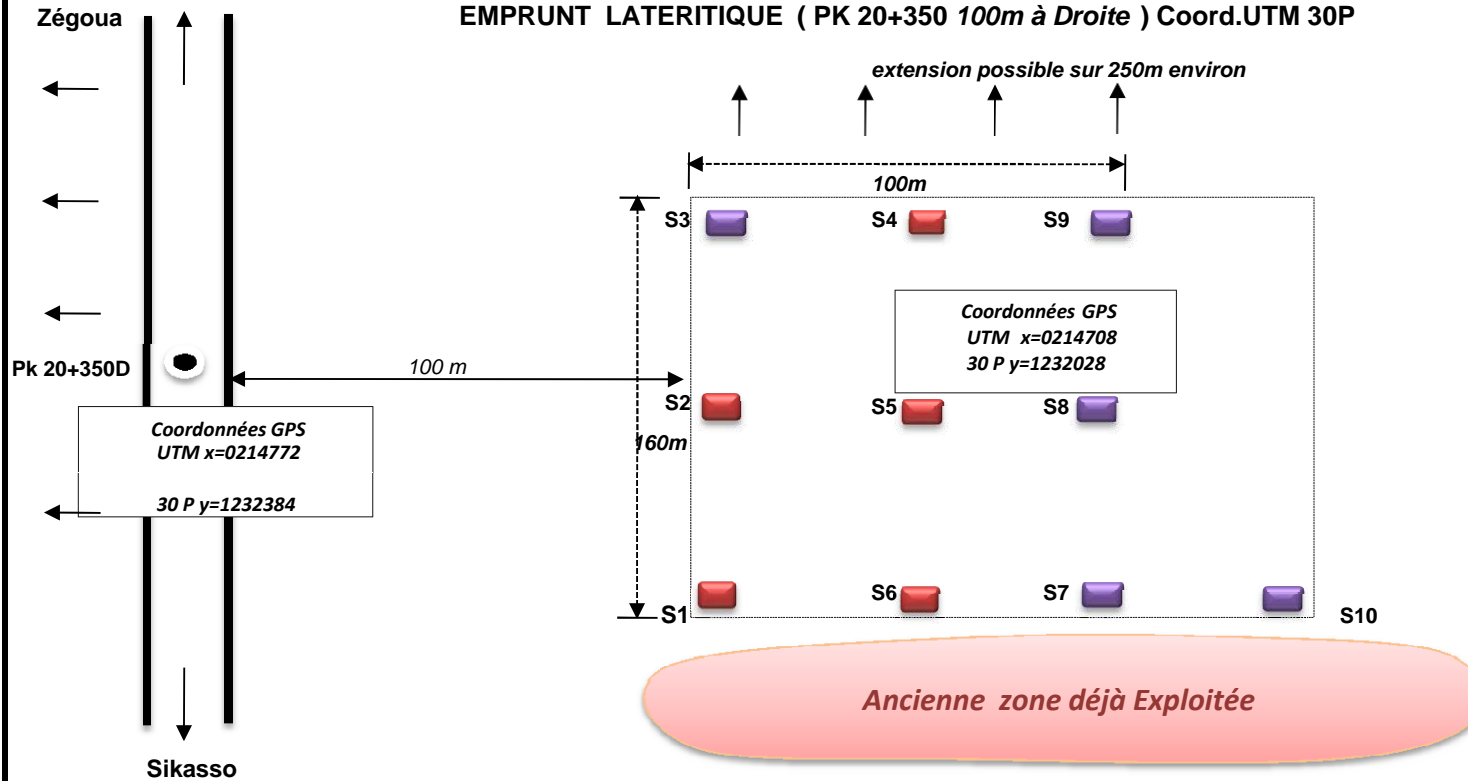 Zégoua
EMPRUNT LATERITIQUE ( PK 20+350 100m à Droite ) Coord.UTM 30P
extension possible sur 250m environ
100m
S3
S4
S9
Coordonnées GPS
UTM x=0214708
30 P y=1232028
Pk 20+350D
100 m
S2
S5
S8
160m
Coordonnées GPS
UTM x=0214772
30 P y=1232384
S1
S6
S7
S10
Ancienne zone déjà Exploitée
Sikasso